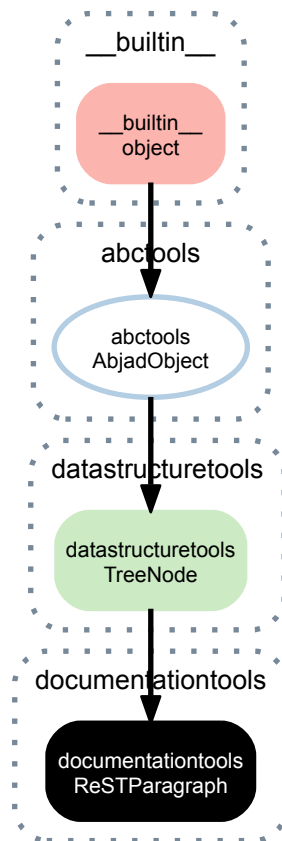 __builtin__
__builtin__
object
abctools
abctools
AbjadObject
datastructuretools
datastructuretools
TreeNode
documentationtools
documentationtools
ReSTParagraph